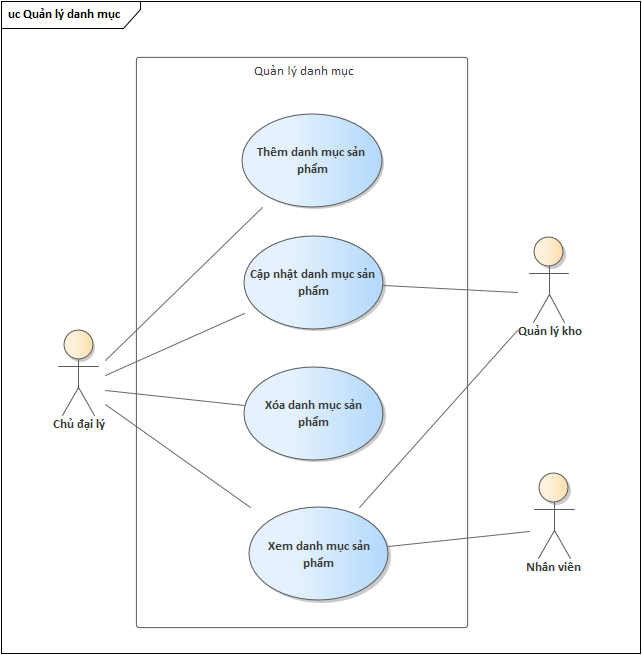 uc Quản lý danh mục
Quản lý danh mục
Thêm danh mục sản
phẩm
Cập nhật danh mục sản
phẩm
Quản lý kho
Chủ đại lý
Xóa danh mục sản
phẩm
Xem danh mục sản
phẩm
Nhân viên